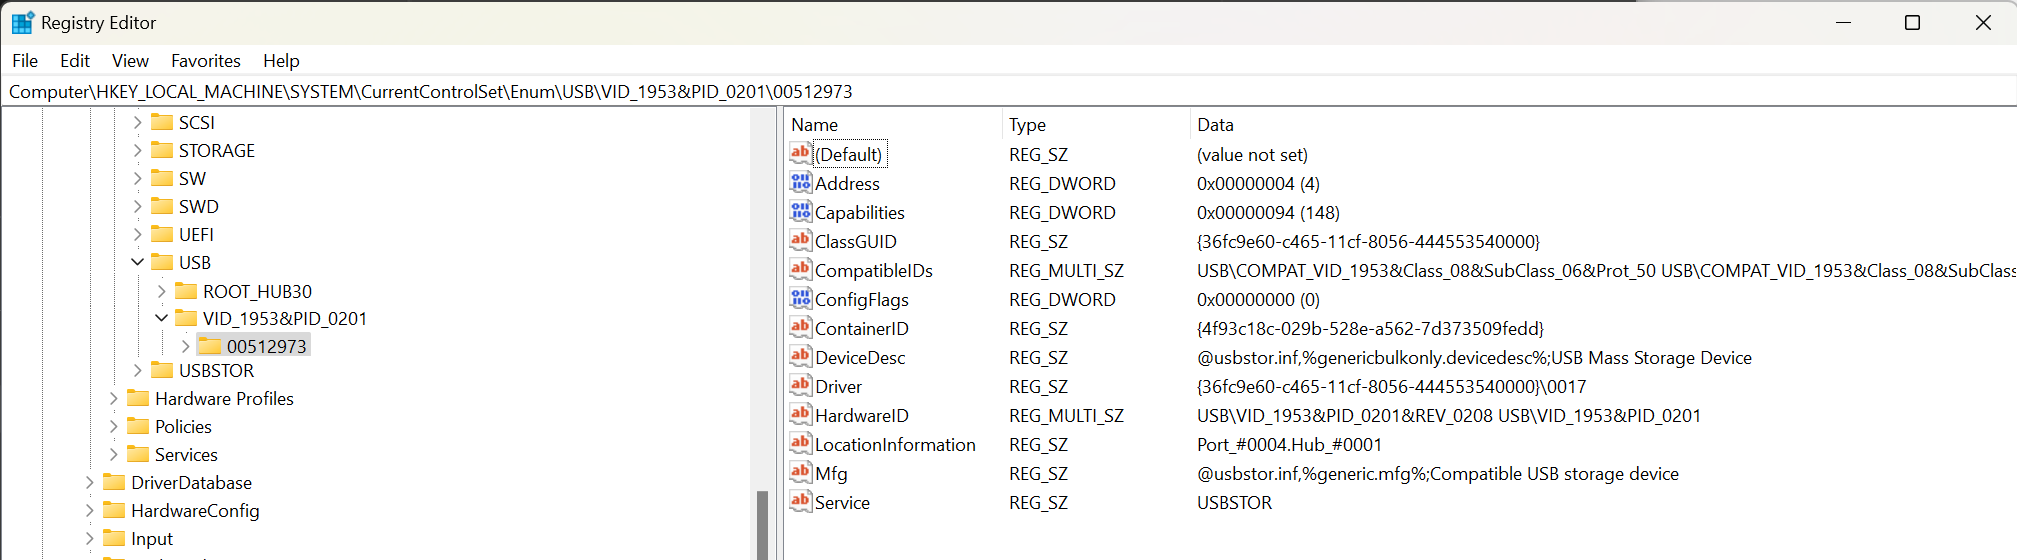 Registry Editor
File Edit View Favorites Help
Computer\HKEY_LOCAL_MACHINE\SYSTEM\CurrentControlSet\Enum\USB\VID_1953&PID_0201\00512973
SCSI
STORAGE
SW
SWD
UEFI
USB
ROOT_HUB30
VID_1953&PID_0201
00512973
USBSTOR
Hardware Profiles
Policies
Services
DriverDatabase
HardwareConfig
Input
Name Type Data
(Default) REG_SZ (value not set)
Address REG_DWORD 0x00000004 (4)
Capabilities REG_DWORD 0x00000094 (148)
ClassGUID REG_SZ {36fc9e60-c465-11cf-8056-444553540000}
CompatibleIDs REG_MULTI_SZ USB\COMPAT_VID_1953&Class_08&SubClass_06&Prot_50 USB\COMPAT_VID_1953&Class_08&SubClass
ConfigFlags REG_DWORD 0x00000000 (0)
ContainerID REG_SZ {4f93c18c-029b-528e-a562-7d373509fedd}
DeviceDesc REG_SZ @usbstor.inf,%genericbulkonly.devicedesc%;USB Mass Storage Device
Driver REG_SZ {36fc9e60-c465-11cf-8056-444553540000}\0017
HardwareID REG_MULTI_SZ USB\VID_1953&PID_0201&REV_0208 USB\VID_1953&PID_0201
LocationInformation REG_SZ Port_#0004.Hub_#0001
Mfg REG_SZ @usbstor.inf,%generic.mfg%;Compatible USB storage device
Service REG_SZ USBSTOR